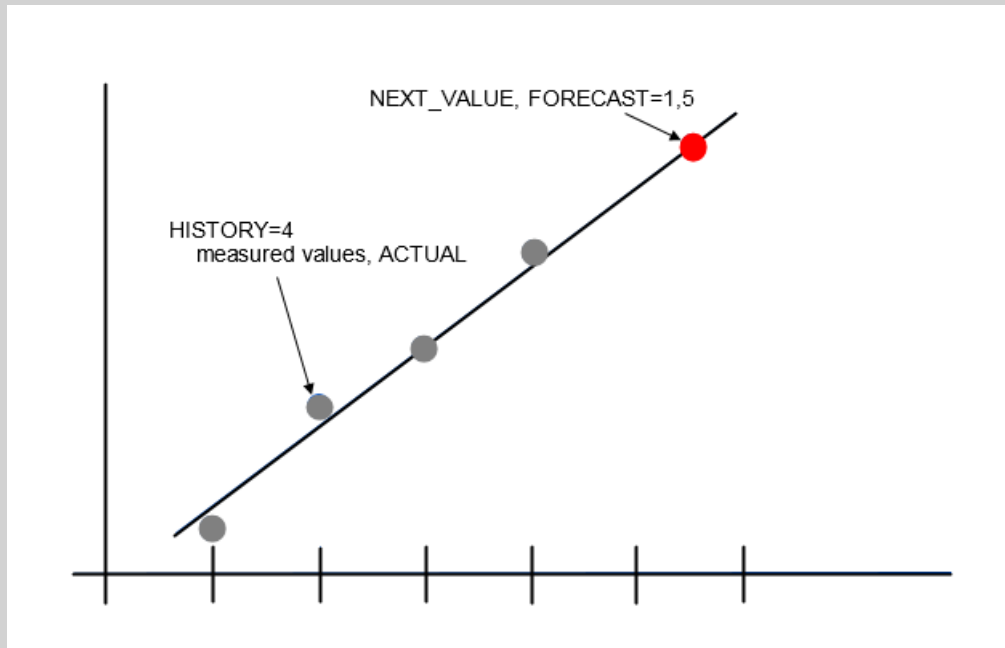 NEXT_VALUE, FORECAST=1,5
HISTORY=4
measured values, ACTUAL